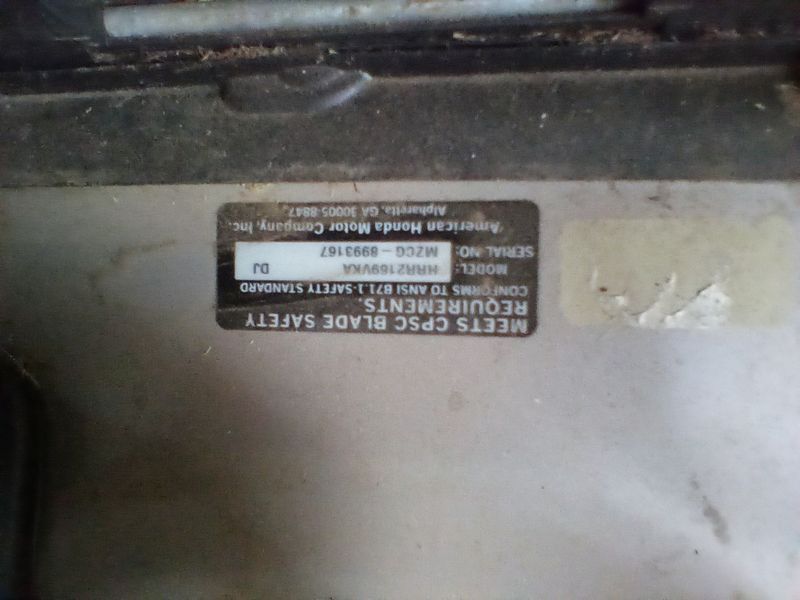 MEETS CPSC BLADE SAFETY
REQUIREMENTS.
CONFORMS TO ANSI B71.1-SAFETY STANDARD
MODEL: HRR2169VKA DJ
SERIAL NO: MZCG-8993167
American Honda Motor Company, Inc.
Alpharetta, GA 30005-8847